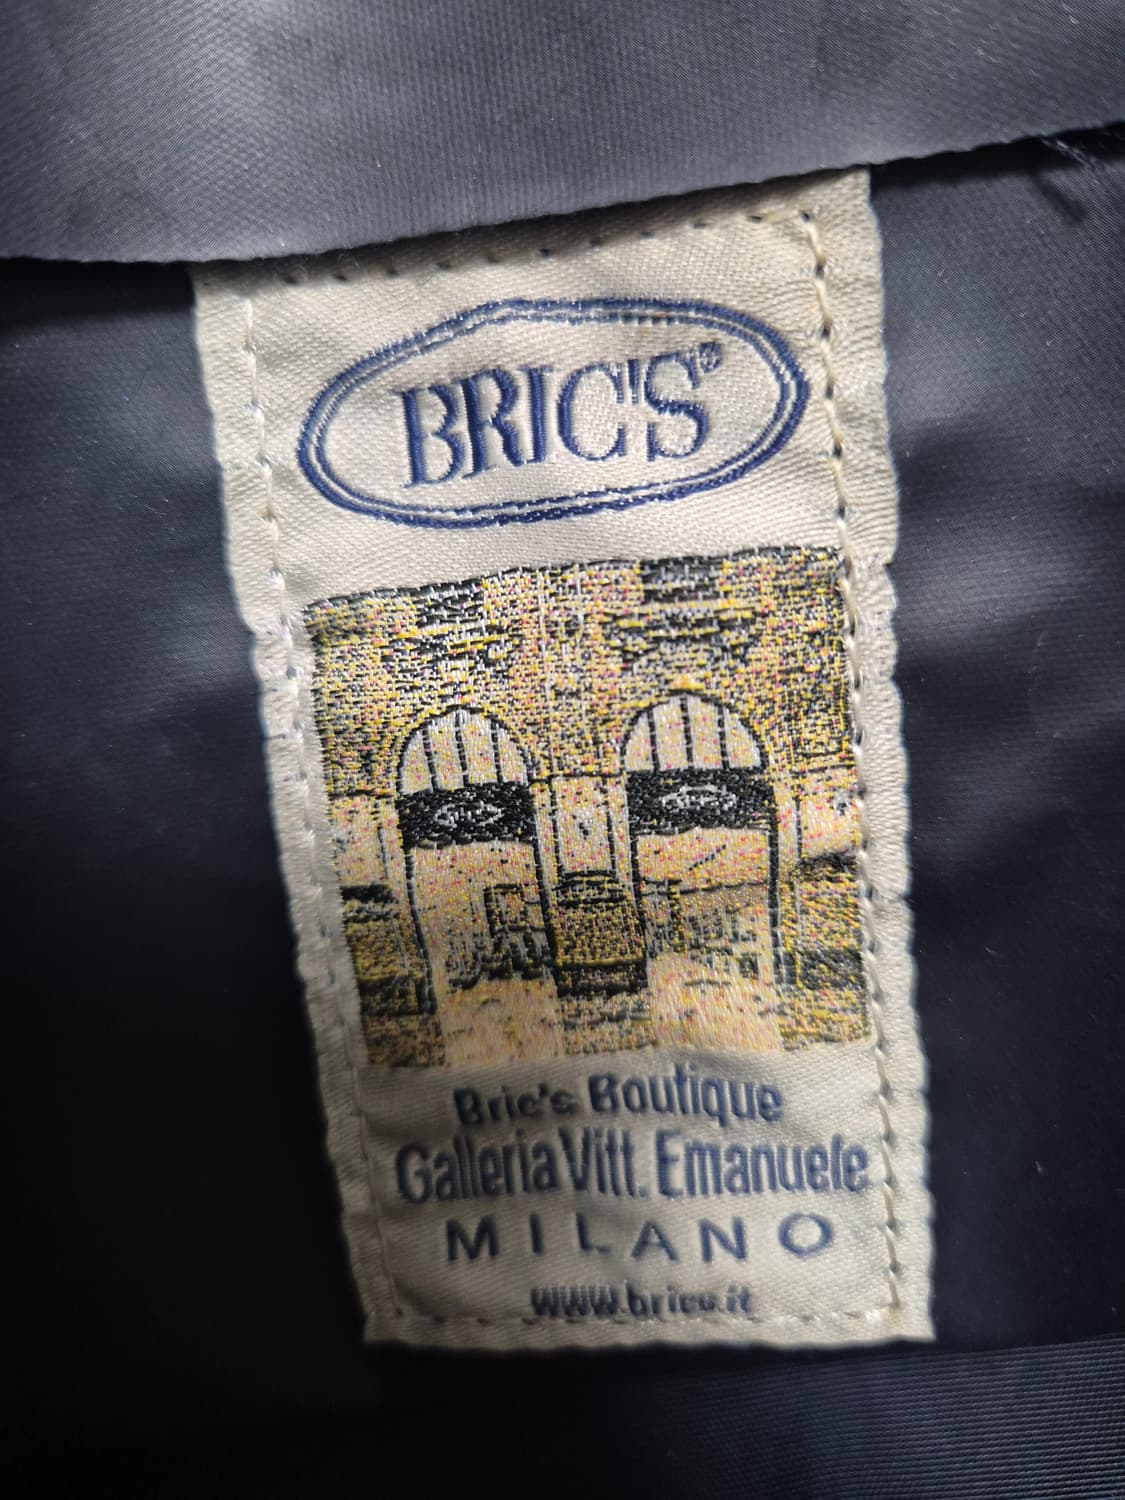 BRIC'S®
Bric's Boutique
Galleria Vitt. Emanuele
MILANO
www.brics.it